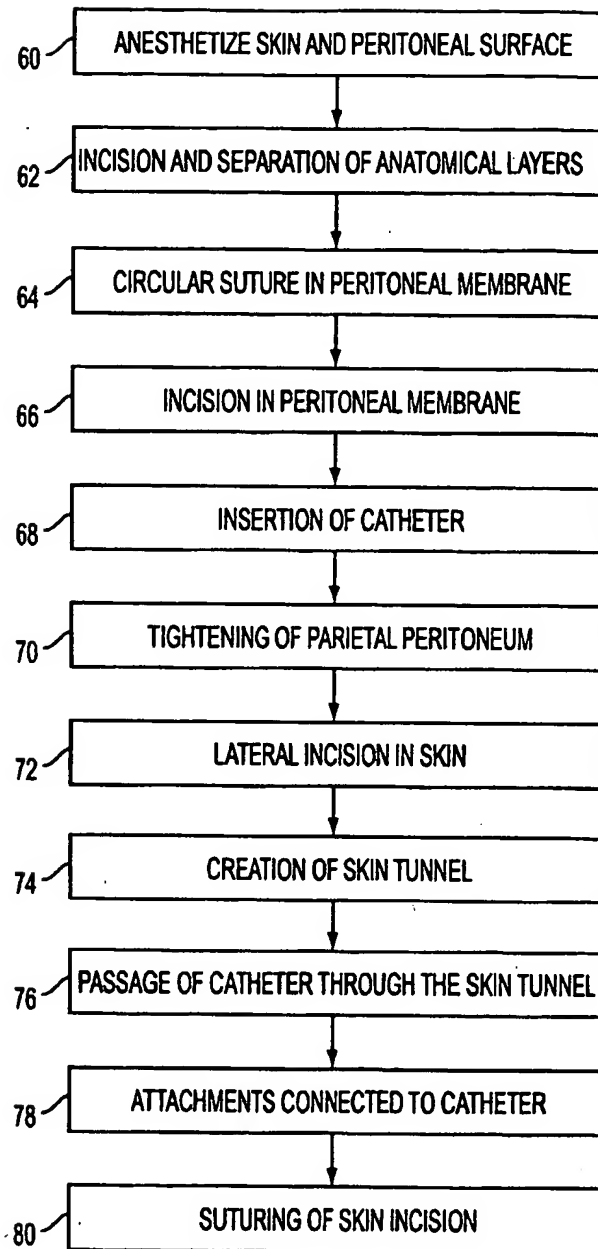 60 ANESTHETIZE SKIN AND PERITONEAL SURFACE
62 INCISION AND SEPARATION OF ANATOMICAL LAYERS
64 CIRCULAR SUTURE IN PERITONEAL MEMBRANE
66 INCISION IN PERITONEAL MEMBRANE
68 INSERTION OF CATHETER
70 TIGHTENING OF PARIETAL PERITONEUM
72 LATERAL INCISION IN SKIN
74 CREATION OF SKIN TUNNEL
76 PASSAGE OF CATHETER THROUGH THE SKIN TUNNEL
78 ATTACHMENTS CONNECTED TO CATHETER
80 SUTURING OF SKIN INCISION